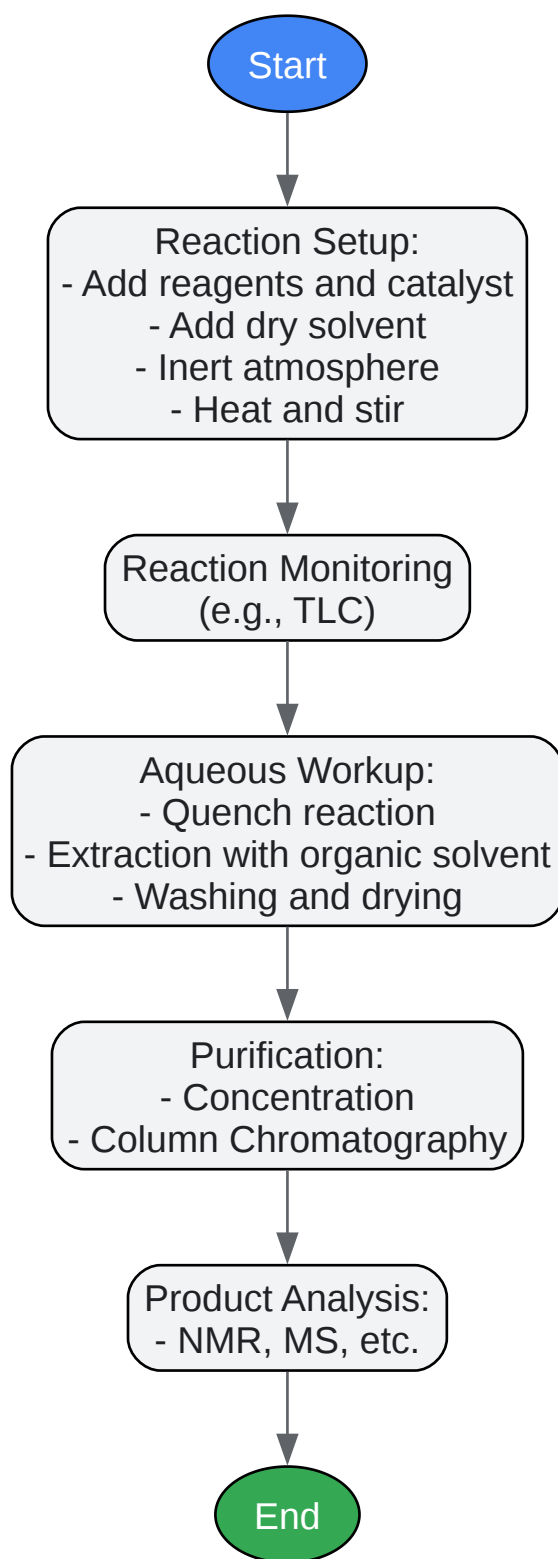 Start
Reaction Setup:
- Add reagents and catalyst
- Add dry solvent
- Inert atmosphere
- Heat and stir
Reaction Monitoring
(e.g., TLC)
Aqueous Workup:
- Quench reaction
- Extraction with organic solvent
- Washing and drying
Purification:
- Concentration
- Column Chromatography
Product Analysis:
- NMR, MS, etc.
End